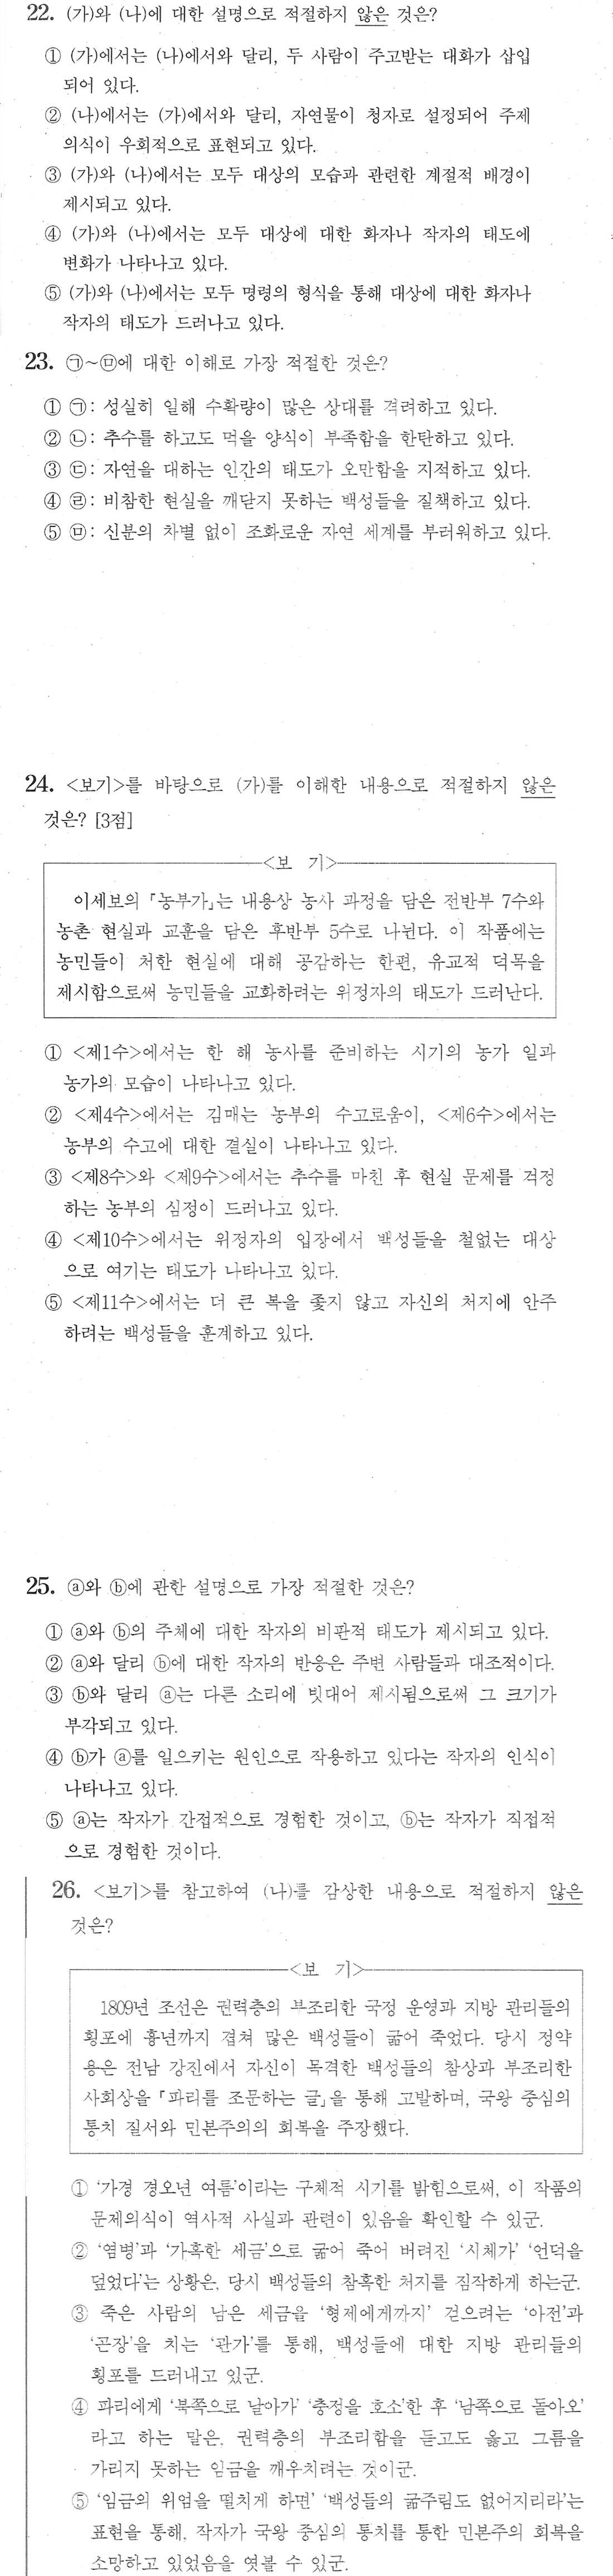 22. (가)와 (나)에 대한 설명으로 적절하지 않은 것은?
① (가)에서는 (나)에서와 달리, 두 사람이 주고받는 대화가 삽입
되어 있다.
② (나)에서는 (가)에서와 달리, 자연물이 청자로 설정되어 주제
의식이 우회적으로 표현되고 있다.
③ (가)와 (나)에서는 모두 대상의 모습과 관련한 계절적 배경이
제시되고 있다.
④ (가)와 (나)에서는 모두 대상에 대한 화자나 작자의 태도에
변화가 나타나고 있다.
⑤ (가)와 (나)에서는 모두 명령의 형식을 통해 대상에 대한 화자나
작자의 태도가 드러나고 있다.
23. ㉠~㉤에 대한 이해로 가장 적절한 것은?
① ㉠: 성실히 일해 수확량이 많은 상대를 격려하고 있다.
② ㉡: 추수를 하고도 먹을 양식이 부족함을 한탄하고 있다.
③ ㉢: 자연을 대하는 인간의 태도가 오만함을 지적하고 있다.
④ ㉣: 비참한 현실을 깨닫지 못하는 백성들을 질책하고 있다.
⑤ ㉤: 신분의 차별 없이 조화로운 자연 세계를 부러워하고 있다.
24. <보기>를 바탕으로 (가)를 이해한 내용으로 적절하지 않은
것은? [3점]
<보 기>
이세보의 「농부가」는 내용상 농사 과정을 담은 전반부 7수와
농촌 현실과 교훈을 담은 후반부 5수로 나뉜다. 이 작품에는
농민들이 처한 현실에 대해 공감하는 한편, 유교적 덕목을
제시함으로써 농민들을 교화하려는 위정자의 태도가 드러난다.
① <제1수>에서는 한 해 농사를 준비하는 시기의 농가 일과
농가의 모습이 나타나고 있다.
② <제4수>에서는 김매는 농부의 수고로움이, <제6수>에서는
농부의 수고에 대한 결실이 나타나고 있다.
③ <제8수>와 <제9수>에서는 추수를 마친 후 현실 문제를 걱정
하는 농부의 심정이 드러나고 있다.
④ <제10수>에서는 위정자의 입장에서 백성들을 철없는 대상
으로 여기는 태도가 나타나고 있다.
⑤ <제11수>에서는 더 큰 복을 좇지 않고 자신의 처지에 안주
하려는 백성들을 훈계하고 있다.
25. ⓐ와 ⓑ에 관한 설명으로 가장 적절한 것은?
① ⓐ와 ⓑ의 주체에 대한 작자의 비판적 태도가 제시되고 있다.
② ⓐ와 달리 ⓑ에 대한 작자의 반응은 주변 사람들과 대조적이다.
③ ⓑ와 달리 ⓐ는 다른 소리에 빗대어 제시됨으로써 그 크기가
부각되고 있다.
④ ⓑ가 ⓐ를 일으키는 원인으로 작용하고 있다는 작자의 인식이
나타나고 있다.
⑤ ⓐ는 작자가 간접적으로 경험한 것이고, ⓑ는 작자가 직접적
으로 경험한 것이다.
26. <보기>를 참고하여 (나)를 감상한 내용으로 적절하지 않은
것은?
<보 기>
1809년 조선은 권력층의 부조리한 국정 운영과 지방 관리들의
횡포에 흉년까지 겹쳐 많은 백성들이 굶어 죽었다. 당시 정약
용은 전남 강진에서 자신이 목격한 백성들의 참상과 부조리한
사회상을 「파리를 조문하는 글」을 통해 고발하며, 국왕 중심의
통치 질서와 민본주의의 회복을 주장했다.
① ‘가경 경오년 여름’이라는 구체적 시기를 밝힘으로써, 이 작품의
문제의식이 역사적 사실과 관련이 있음을 확인할 수 있군.
② ‘염병’과 ‘가혹한 세금’으로 굶어 죽어 버려진 ‘시체가’ ‘언덕을
덮었다’는 상황은, 당시 백성들의 참혹한 처지를 짐작하게 하는군.
③ 죽은 사람의 남은 세금을 ‘형제에게까지’ 걷으려는 ‘아전’과
‘곤장’을 치는 ‘관가’를 통해, 백성들에 대한 지방 관리들의
횡포를 드러내고 있군.
④ 파리에게 ‘북쪽으로 날아가’ ‘충정을 호소’한 후 ‘남쪽으로 돌아오’
라고 하는 말은, 권력층의 부조리함을 듣고도 옳고 그름을
가리지 못하는 임금을 깨우치려는 것이군.
⑤ ‘임금의 위엄을 떨치게 하면’ ‘백성들의 굶주림도 없어지리라’는
표현을 통해, 작자가 국왕 중심의 통치를 통한 민본주의 회복을
소망하고 있었음을 엿볼 수 있군.